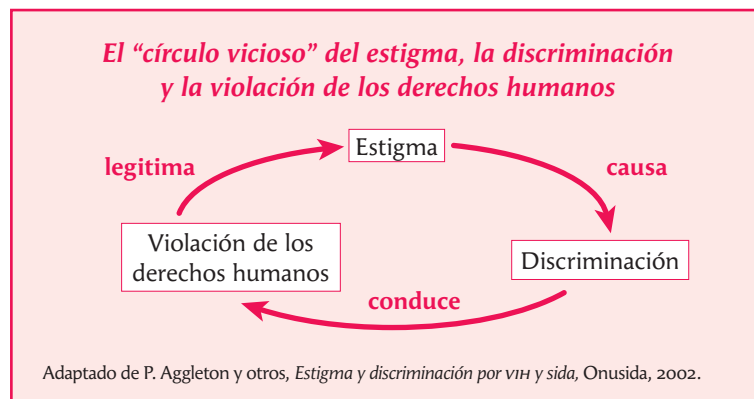 El “círculo vicioso” del estigma, la discriminación
y la violación de los derechos humanos
Estigma
legitima
causa
Violación de los
derechos humanos
Discriminación
conduce
Adaptado de P. Aggleton y otros, Estigma y discriminación por VIH y sida, Onusida, 2002.